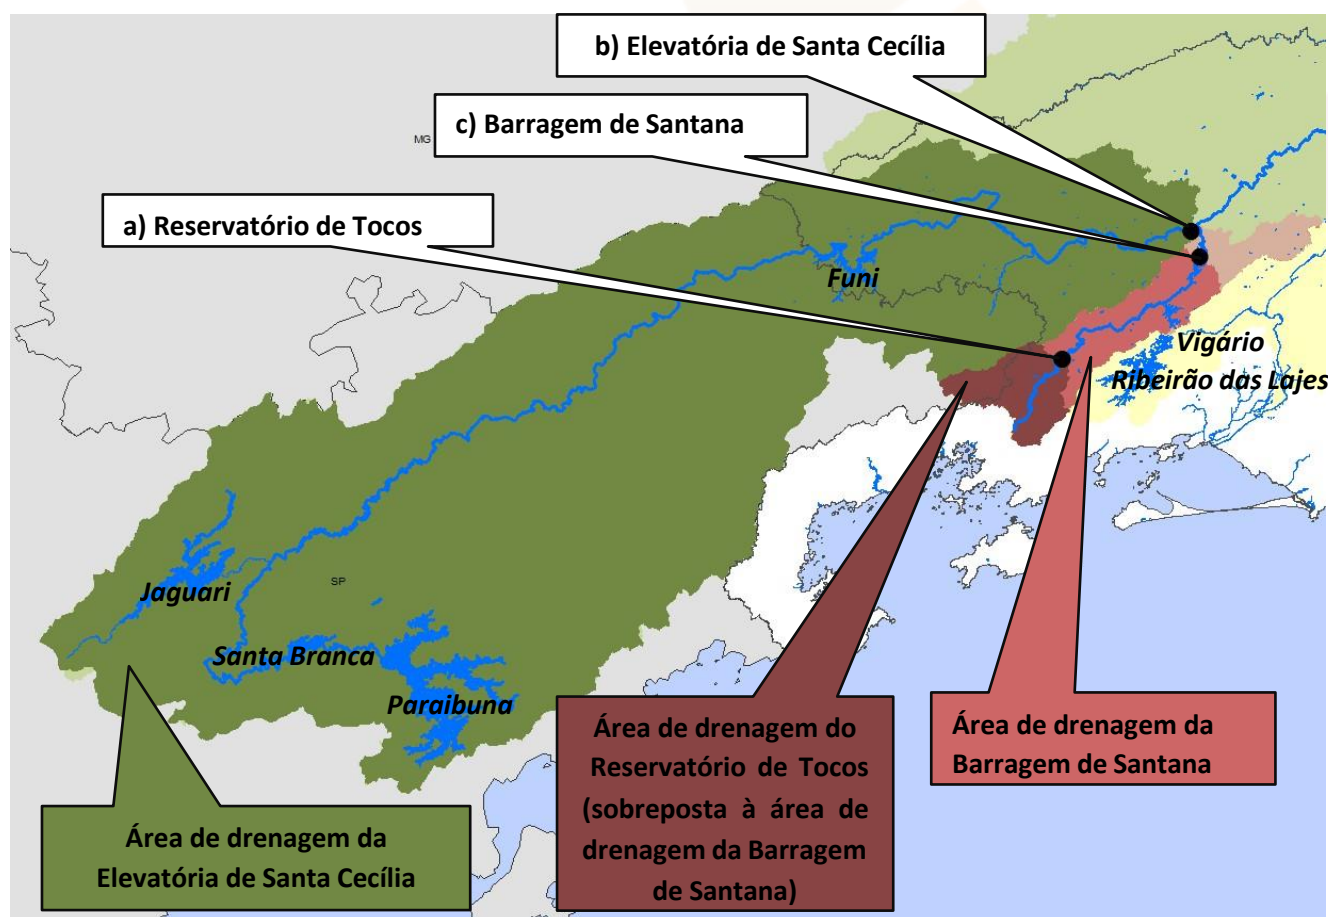 b) Elevatória de Santa Cecília
c) Barragem de Santana
MG
a) Reservatório de Tocos
Funi
Vigário
Ribeirão das Lajes
SP
Jaguari
Santa Branca
Paraibuna
Área de drenagem do
Reservatório de Tocos
(sobreposta à área de
drenagem da Barragem
de Santana)
Área de drenagem da
Barragem de Santana
Área de drenagem da
Elevatória de Santa Cecília